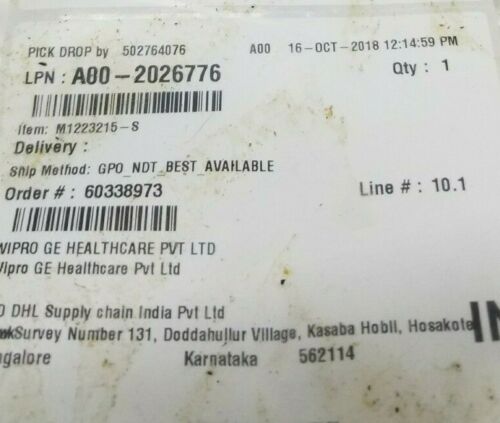 PICK DROP by 502764076 A00 16-OCT-2018 12:14:59 PM
LPN : A00-2026776 Qty : 1
Item: M1223215-S
Delivery :
Ship Method: GPO_NDT_BEST_AVAILABLE
Order # : 60338973 Line # : 10.1
WIPRO GE HEALTHCARE PVT LTD
Wipro GE Healthcare Pvt Ltd
O DHL Supply chain India Pvt Ltd
Survey Number 131, Doddahullur Village, Kasaba Hobli, Hosakote
ngalore Karnataka 562114
IN